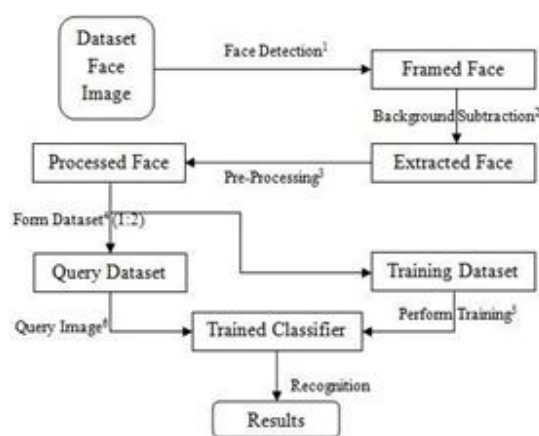 Dataset
Face
Image
Face Detection¹
Framed Face
Background Subtraction²
Processed Face
Pre-Processing³
Extracted Face
Form Dataset⁴ (1:2)
Query Dataset
Training Dataset
Query Image⁶
Trained Classifier
Perform Training⁵
Recognition
Results